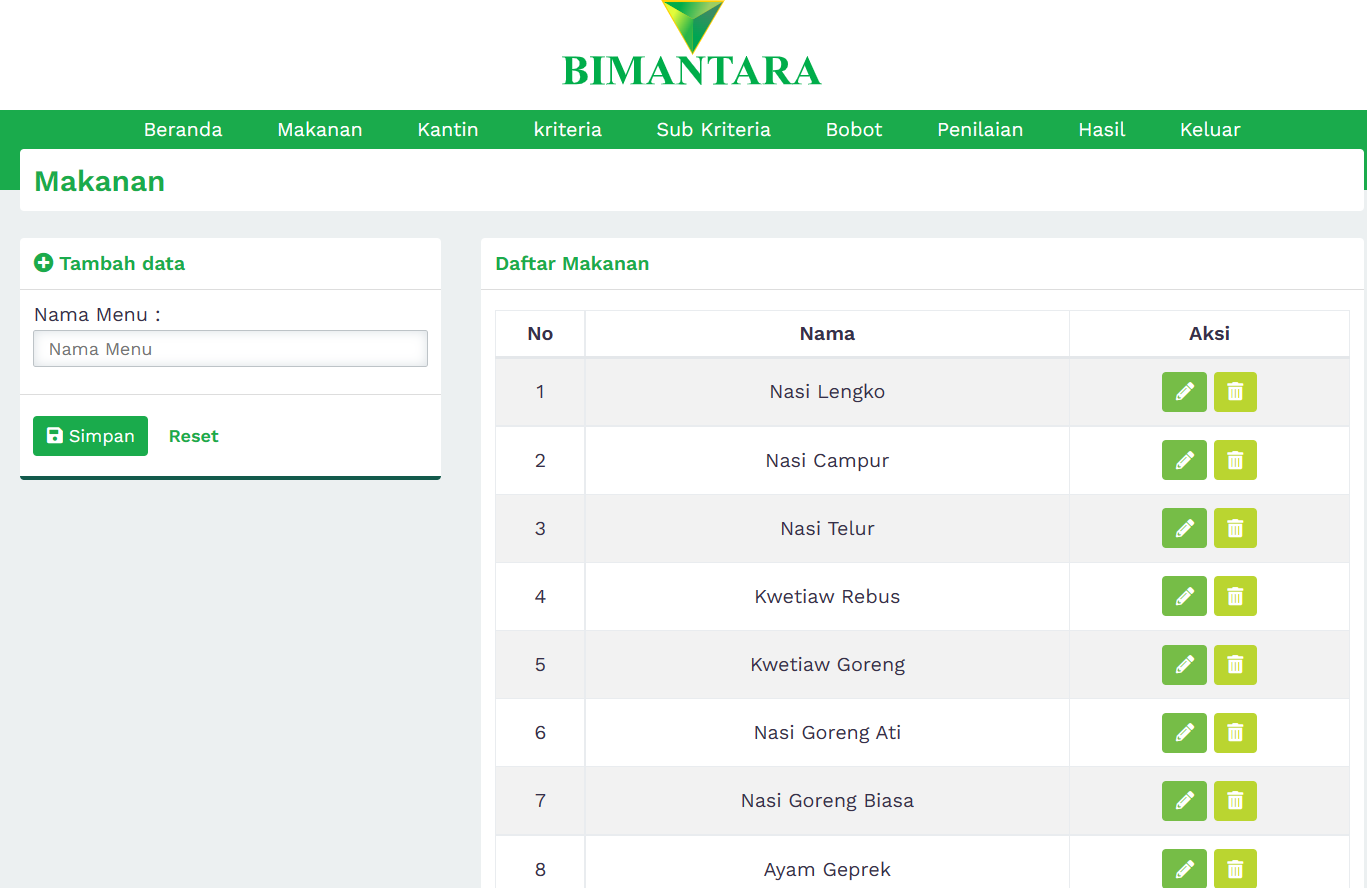 BIMANTARA
Beranda Makanan Kantin kriteria Sub Kriteria Bobot Penilaian Hasil Keluar
Makanan
Tambah data
Nama Menu :
Nama Menu
Simpan Reset
Daftar Makanan
No Nama Aksi
1 Nasi Lengko
2 Nasi Campur
3 Nasi Telur
4 Kwetiaw Rebus
5 Kwetiaw Goreng
6 Nasi Goreng Ati
7 Nasi Goreng Biasa
8 Ayam Geprek